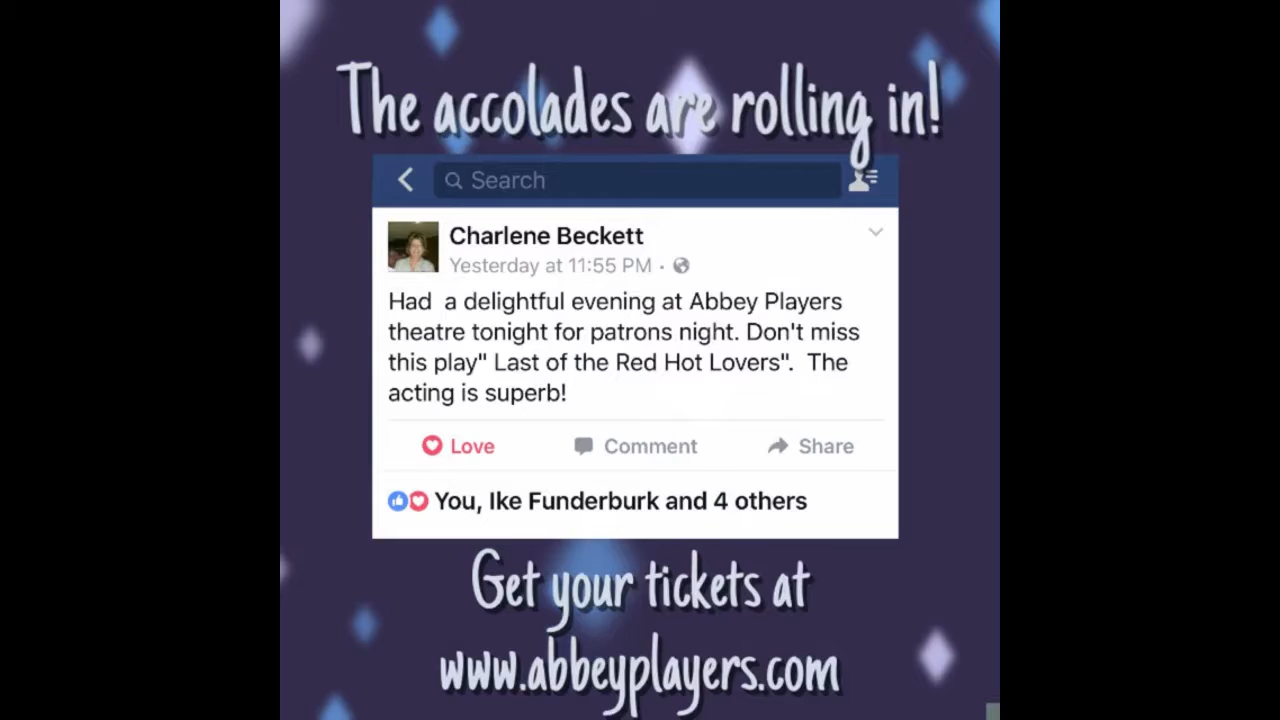 The accolades are rolling in!
Search
Charlene Beckett
Yesterday at 11:55 PM ·
Had  a delightful evening at Abbey Players
theatre tonight for patrons night. Don't miss
this play" Last of the Red Hot Lovers".  The
acting is superb!
Love Comment Share
You, Ike Funderburk and 4 others
Get your tickets at
www.abbeyplayers.com